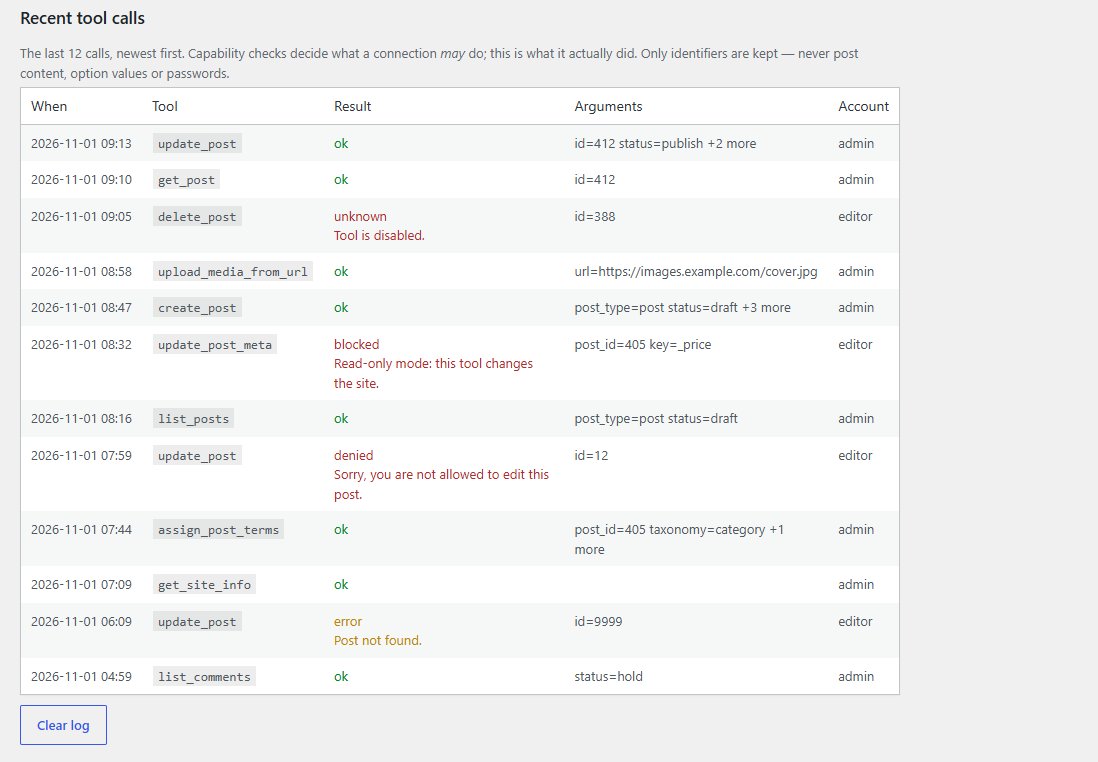 Recent tool calls
The last 12 calls, newest first. Capability checks decide what a connection may do; this is what it actually did. Only identifiers are kept — never post
content, option values or passwords.
When Tool Result Arguments Account
2026-11-01 09:13 update_post ok id=412 status=publish +2 more admin
2026-11-01 09:10 get_post ok id=412 admin
2026-11-01 09:05 delete_post unknown id=388 editor
Tool is disabled.
2026-11-01 08:58 upload_media_from_url ok url=https://images.example.com/cover.jpg admin
2026-11-01 08:47 create_post ok post_type=post status=draft +3 more admin
2026-11-01 08:32 update_post_meta blocked post_id=405 key=_price editor
Read-only mode: this tool changes
the site.
2026-11-01 08:16 list_posts ok post_type=post status=draft admin
2026-11-01 07:59 update_post denied id=12 editor
Sorry, you are not allowed to edit this
post.
2026-11-01 07:44 assign_post_terms ok post_id=405 taxonomy=category +1 admin
more
2026-11-01 07:09 get_site_info ok admin
2026-11-01 06:09 update_post error id=9999 editor
Post not found.
2026-11-01 04:59 list_comments ok status=hold admin
Clear log